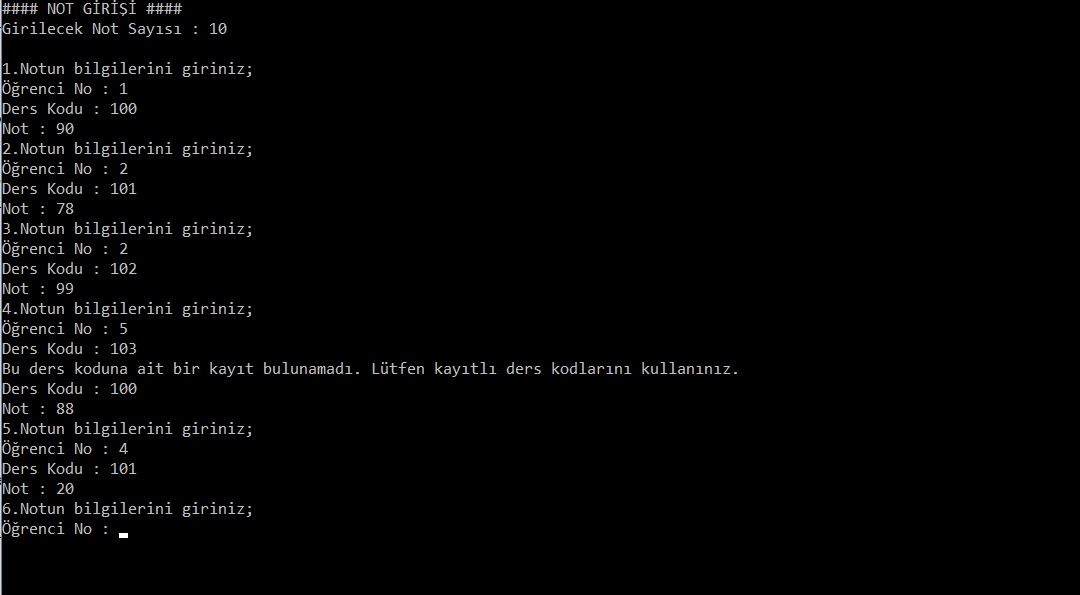 #### NOT GİRİŞİ ####
Girilecek Not Sayısı : 10
1.Notun bilgilerini giriniz;
Öğrenci No : 1
Ders Kodu : 100
Not : 90
2.Notun bilgilerini giriniz;
Öğrenci No : 2
Ders Kodu : 101
Not : 78
3.Notun bilgilerini giriniz;
Öğrenci No : 2
Ders Kodu : 102
Not : 99
4.Notun bilgilerini giriniz;
Öğrenci No : 5
Ders Kodu : 103
Bu ders koduna ait bir kayıt bulunamadı. Lütfen kayıtlı ders kodlarını kullanınız.
Ders Kodu : 100
Not : 88
5.Notun bilgilerini giriniz;
Öğrenci No : 4
Ders Kodu : 101
Not : 20
6.Notun bilgilerini giriniz;
Öğrenci No :